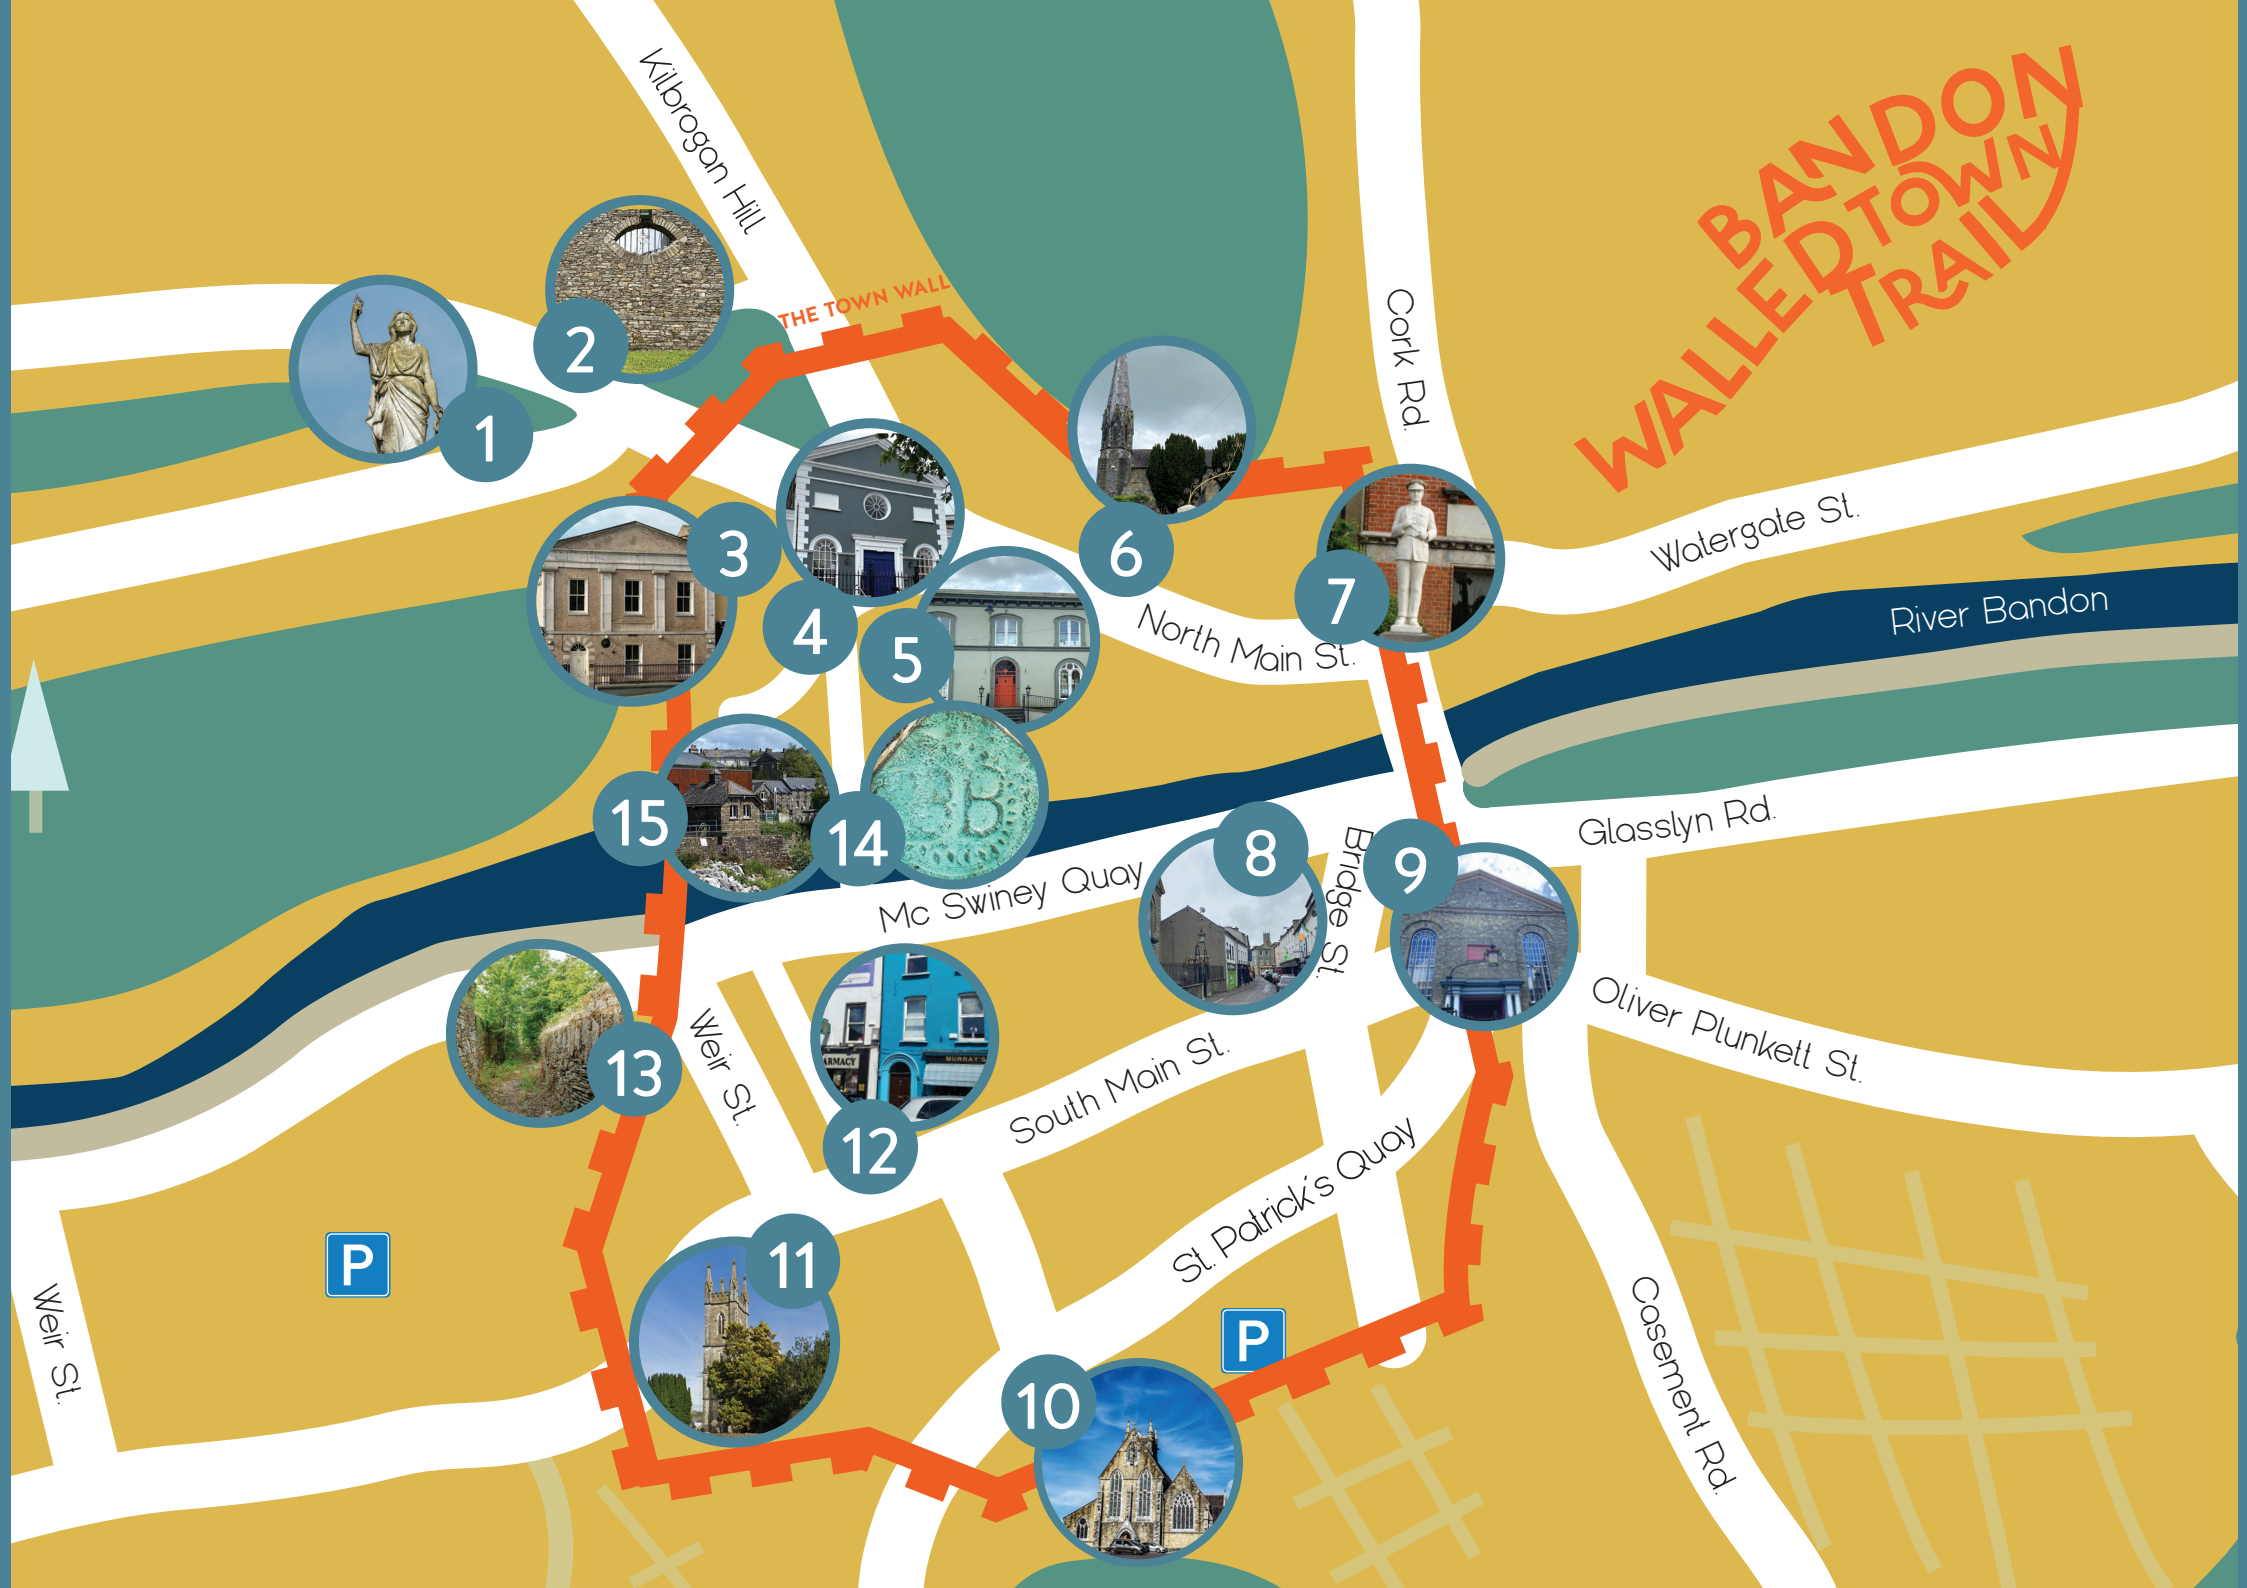 BANDON
WALLED TOWN
TRAIL
Kilbrogan Hill
THE TOWN WALL
Cork Rd.
Watergate St.
River Bandon
North Main St.
Glasslyn Rd.
Mc Swiney Quay
Bridge St.
Oliver Plunkett St.
Weir St.
South Main St.
St. Patrick's Quay
Weir St.
Casement Rd.
1
2
3
4
5
6
7
8
9
10
11
12
13
14
15
P
P
B
ARMACY
MURRAY'S